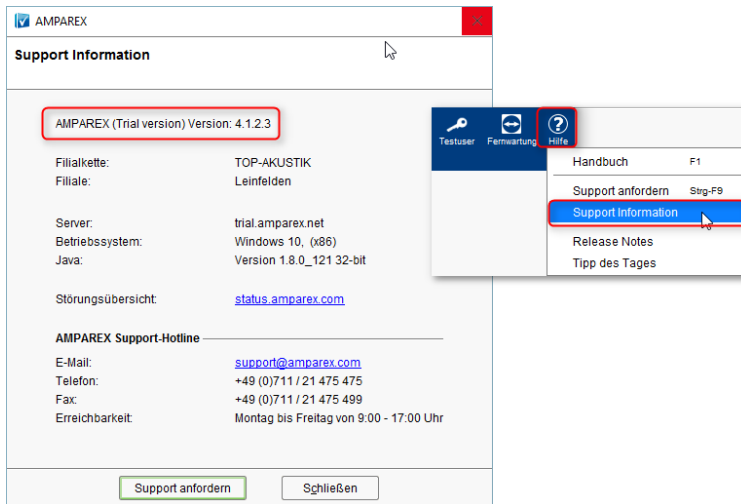 AMPAREX
Support Information
AMPAREX (Trial version) Version: 4.1.2.3
Filialkette: TOP-AKUSTIK
Filiale: Leinfelden
Server: trial.amparex.net
Betriebssystem: Windows 10, (x86)
Java: Version 1.8.0_121 32-bit
Störungsübersicht: status.amparex.com
AMPAREX Support-Hotline
E-Mail: support@amparex.com
Telefon: +49 (0)711 / 21 475 475
Fax: +49 (0)711 / 21 475 499
Erreichbarkeit: Montag bis Freitag von 9:00 - 17:00 Uhr
Support anfordern Schließen
Testuser Fernwartung Hilfe
Handbuch F1
Support anfordern Strg-F9
Support Information
Release Notes
Tipp des Tages